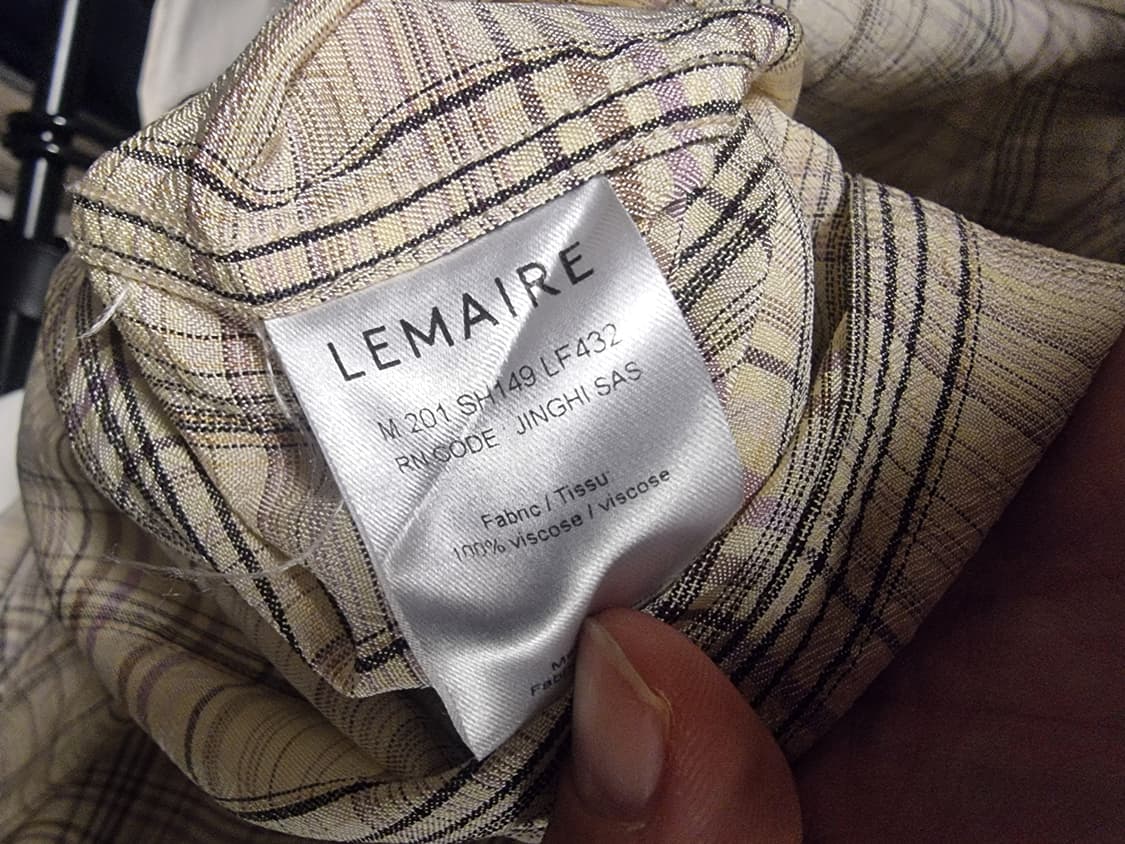 LEMAIRE
M 201 SH149 LF432
RN CODE JINGHI SAS
Fabric / Tissu
100% viscose / viscose